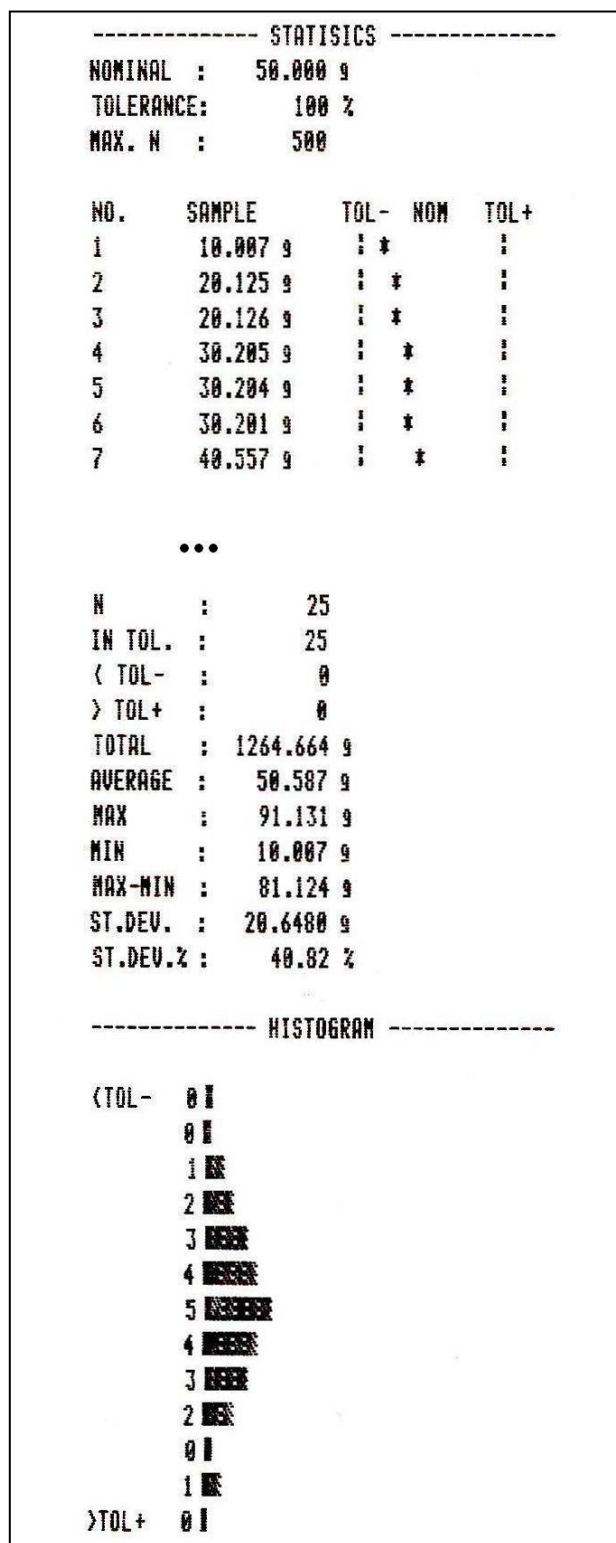 -------------- STATISICS --------------
NOMINAL : 50.000 g
TOLERANCE: 100 %
MAX. N : 500
NO. SAMPLE TOL- NOM TOL+
1 10.007 g ¦ * ¦
2 20.125 g ¦ * ¦
3 20.126 g ¦ * ¦
4 30.205 g ¦ * ¦
5 30.204 g ¦ * ¦
6 30.201 g ¦ * ¦
7 40.557 g ¦ * ¦
...
N : 25
IN TOL. : 25
< TOL- : 0
> TOL+ : 0
TOTAL : 1264.664 g
AVERAGE : 50.587 g
MAX : 91.131 g
MIN : 10.007 g
MAX-MIN : 81.124 g
ST.DEV. : 20.6480 g
ST.DEV.% : 40.82 %
-------------- HISTOGRAM --------------
<TOL- 0
0
1
2
3
4
5
4
3
2
0
1
>TOL+ 0